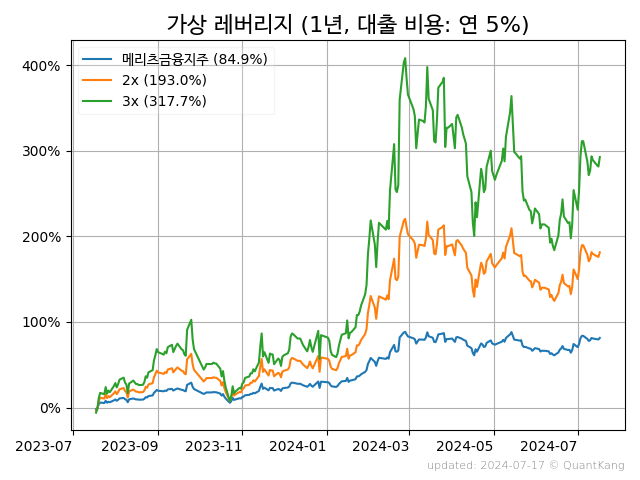 가상 레버리지 (1년, 대출 비용: 연 5%)
메리츠금융지주 (84.9%)
2x (193.0%)
3x (317.7%)
400%
300%
200%
100%
0%
2023-07 2023-09 2023-11 2024-01 2024-03 2024-05 2024-07
updated: 2024-07-17 © QuantKang